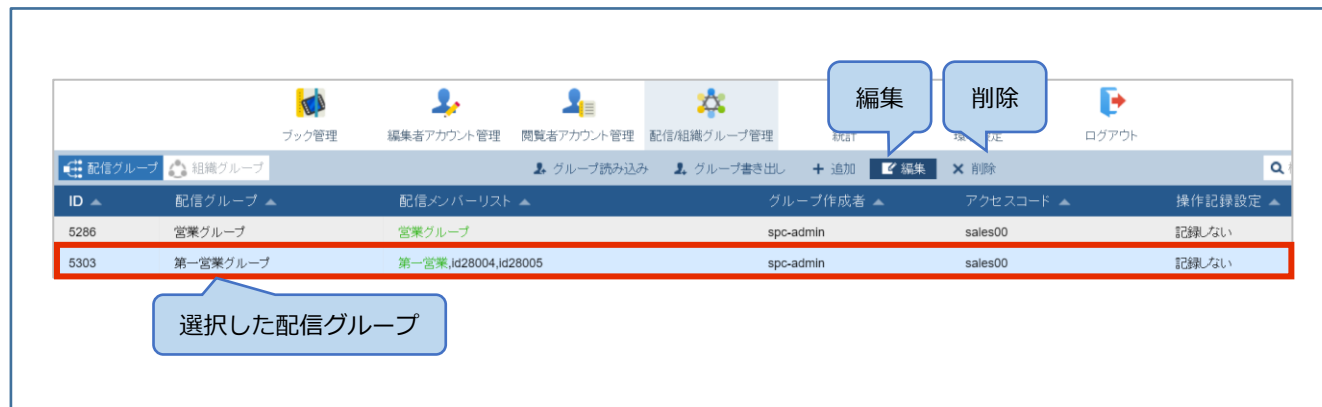 編集
削除
ブック管理 編集者アカウント管理 閲覧者アカウント管理 配信/組織グループ管理 統計 ログアウト
配信グループ 組織グループ グループ読み込み グループ書き出し + 追加 編集 × 削除
ID ▲ 配信グループ ▲ 配信メンバーリスト ▲ グループ作成者 ▲ アクセスコード ▲ 操作記録設定 ▲
5286 営業グループ 営業グループ spc-admin sales00 記録しない
5303 第一営業グループ 第一営業,id28004,id28005 spc-admin sales00 記録しない
選択した配信グループ